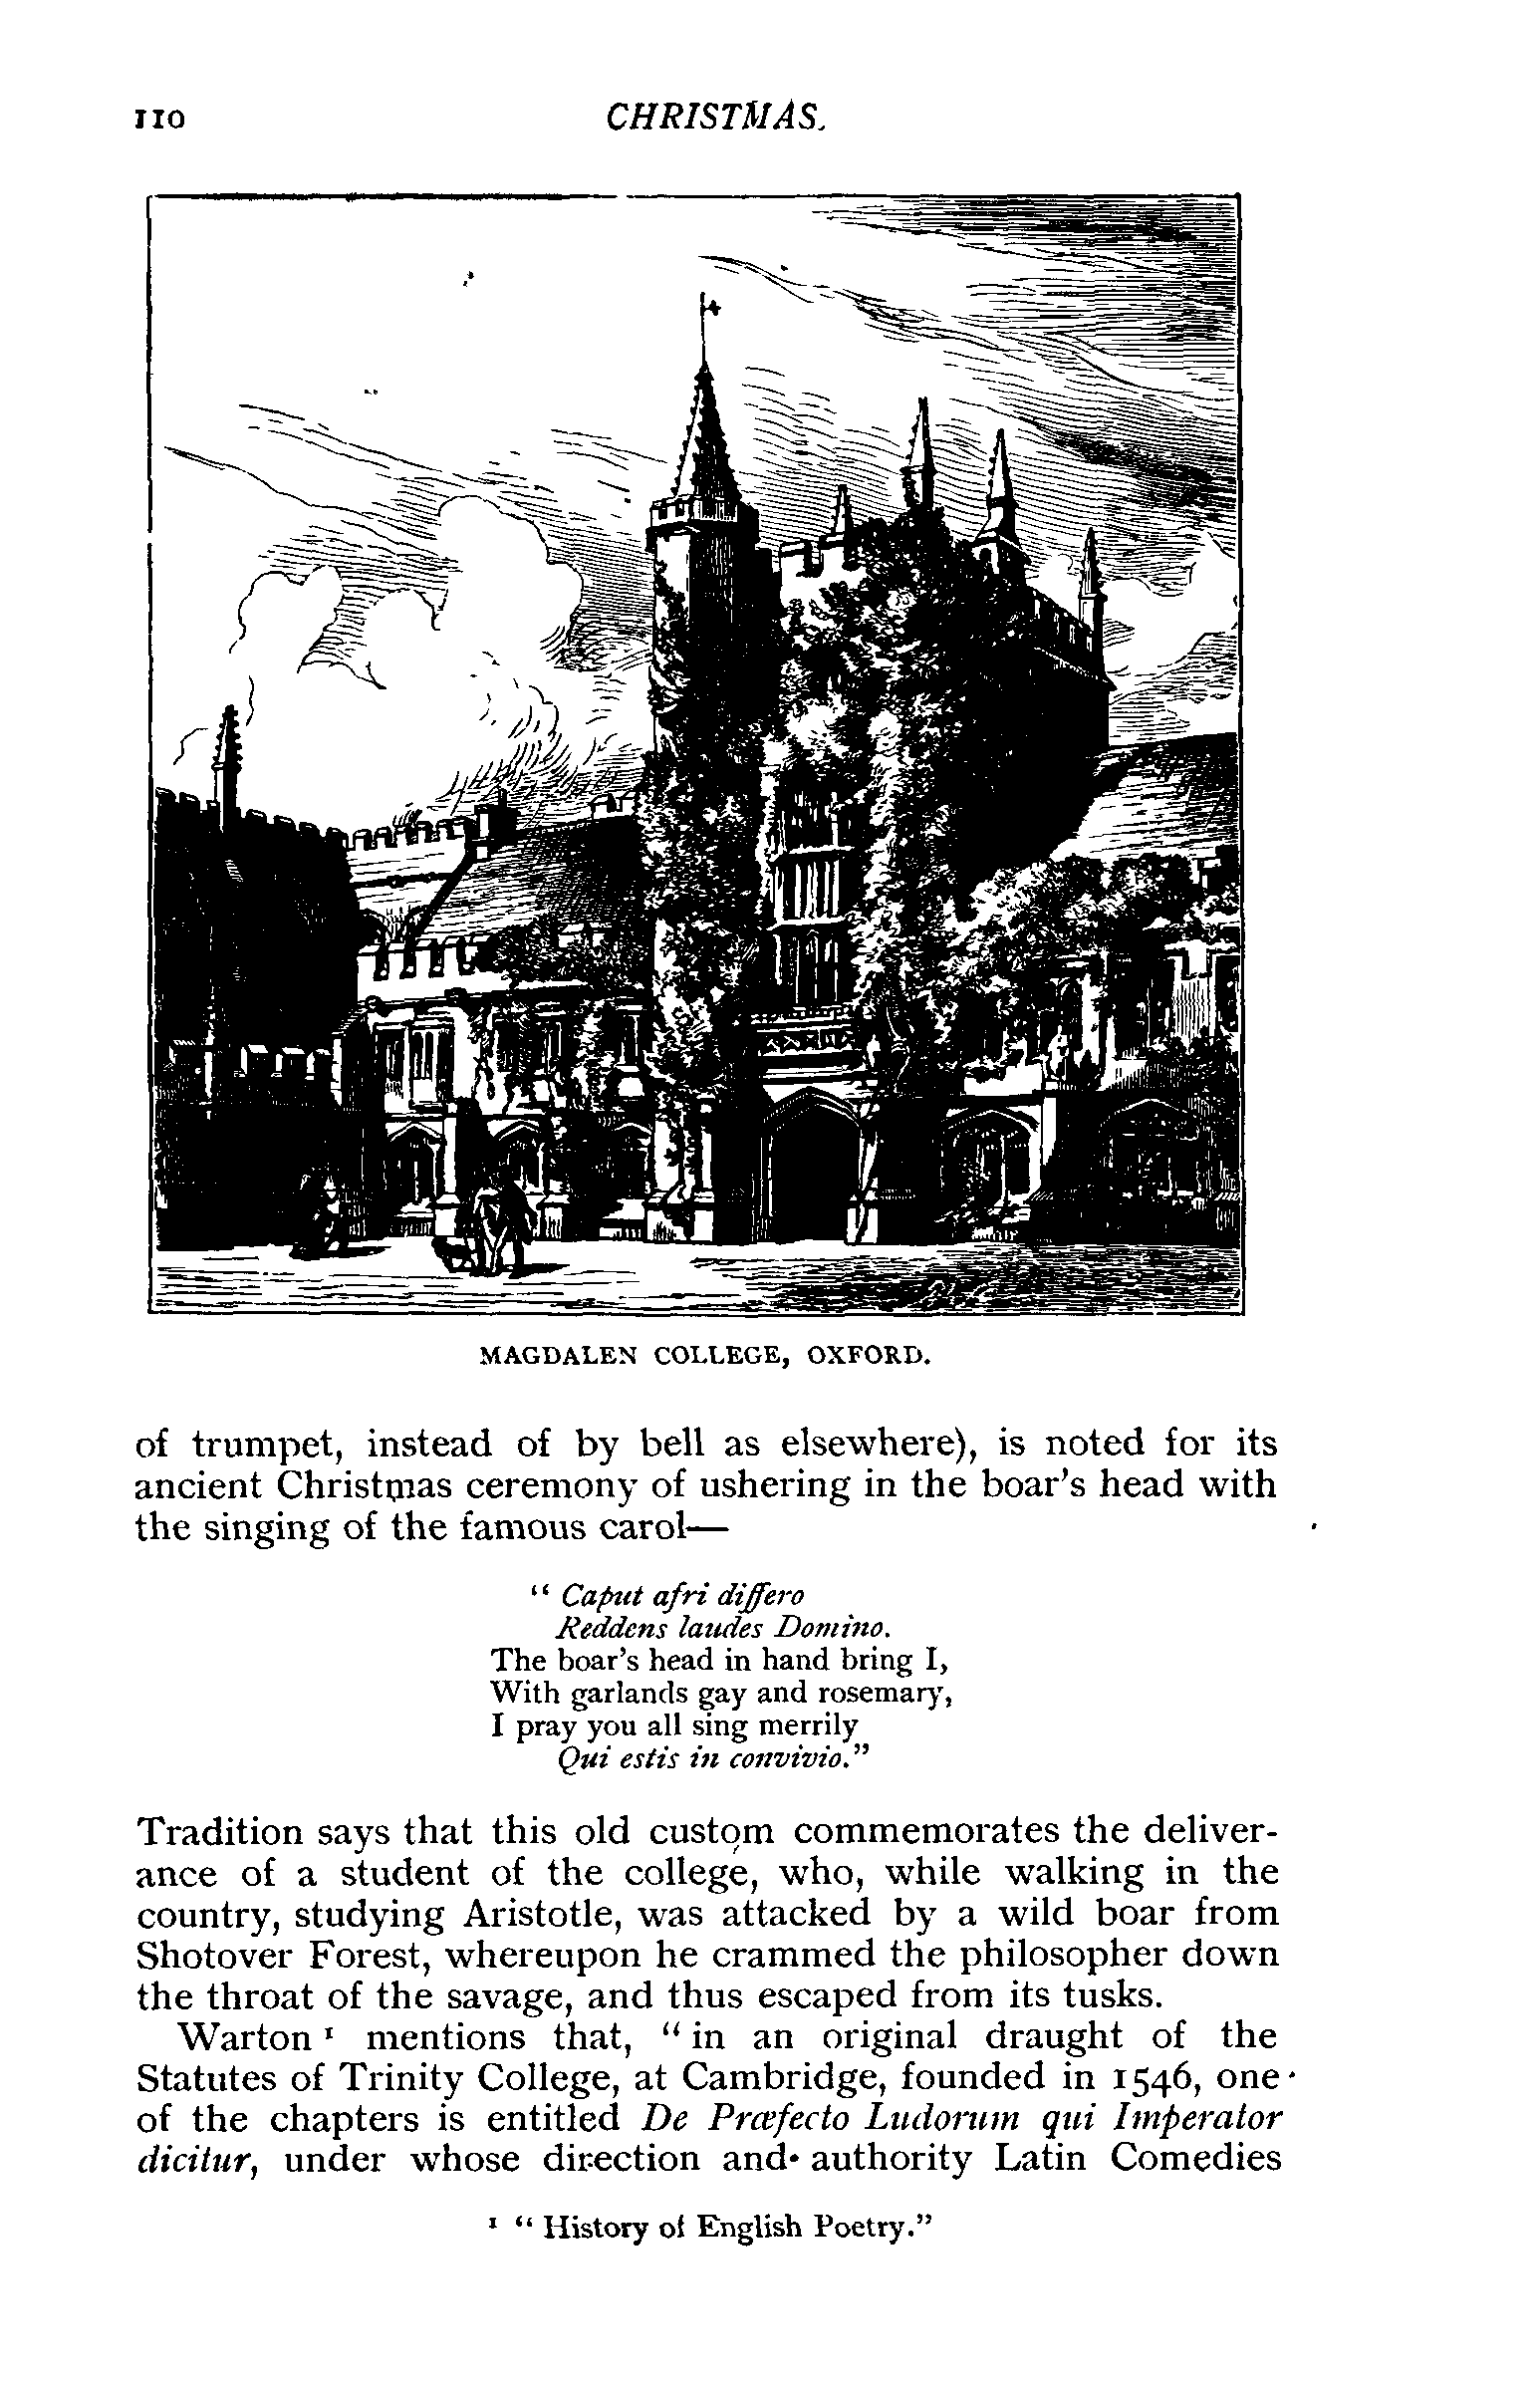 110 CHRISTMAS.
MAGDALEN COLLEGE, OXFORD.
of trumpet, instead of by bell as elsewhere), is noted for its
ancient Christmas ceremony of ushering in the boar's head with
the singing of the famous carol—
“ Caput afri differo
Reddens laudes Domino.
The boar's head in hand bring I,
With garlands gay and rosemary,
I pray you all sing merrily
Qui estis in convivio.”
Tradition says that this old custom commemorates the deliver-
ance of a student of the college, who, while walking in the
country, studying Aristotle, was attacked by a wild boar from
Shotover Forest, whereupon he crammed the philosopher down
the throat of the savage, and thus escaped from its tusks.
Warton ¹ mentions that, “ in an original draught of the
Statutes of Trinity College, at Cambridge, founded in 1546, one
of the chapters is entitled De Præfecto Ludorum qui Imperator
dicitur, under whose direction and authority Latin Comedies
¹ “ History of English Poetry.”